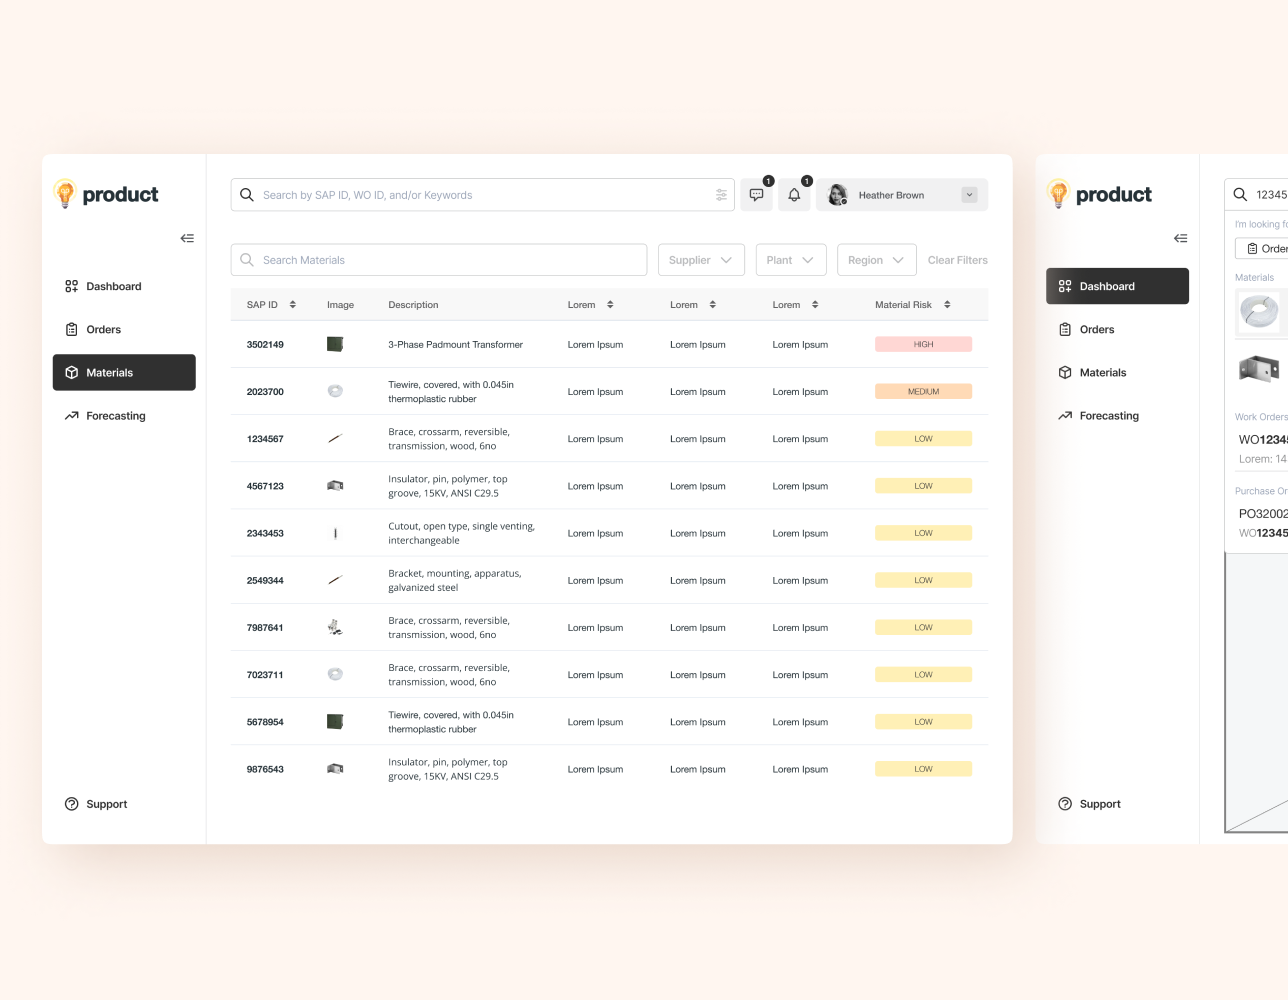 product
Dashboard
Orders
Materials
Forecasting
Support
Search by SAP ID, WO ID, and/or Keywords
1
1
Heather Brown
Search Materials
Supplier
Plant
Region
Clear Filters
SAP ID Image Description Lorem Lorem Lorem Material Risk
3502149 3-Phase Padmount Transformer Lorem Ipsum Lorem Ipsum Lorem Ipsum HIGH
Tiewire, covered, with 0.045in
2023700 Lorem Ipsum Lorem Ipsum Lorem Ipsum MEDIUM
thermoplastic rubber
Brace, crossarm, reversible,
1234567 Lorem Ipsum Lorem Ipsum Lorem Ipsum LOW
transmission, wood, 6no
Insulator, pin, polymer, top
4567123 Lorem Ipsum Lorem Ipsum Lorem Ipsum LOW
groove, 15KV, ANSI C29.5
Cutout, open type, single venting,
2343453 Lorem Ipsum Lorem Ipsum Lorem Ipsum LOW
interchangeable
Bracket, mounting, apparatus,
2549344 Lorem Ipsum Lorem Ipsum Lorem Ipsum LOW
galvanized steel
Brace, crossarm, reversible,
7987641 Lorem Ipsum Lorem Ipsum Lorem Ipsum LOW
transmission, wood, 6no
Brace, crossarm, reversible,
7023711 Lorem Ipsum Lorem Ipsum Lorem Ipsum LOW
transmission, wood, 6no
Tiewire, covered, with 0.045in
5678954 Lorem Ipsum Lorem Ipsum Lorem Ipsum LOW
thermoplastic rubber
Insulator, pin, polymer, top
9876543 Lorem Ipsum Lorem Ipsum Lorem Ipsum LOW
groove, 15KV, ANSI C29.5
product
Dashboard
Orders
Materials
Forecasting
Support
12345
I'm looking fo
Order
Materials
Work Orders
WO12345
Lorem: 14
Purchase Or
PO32002
WO12345